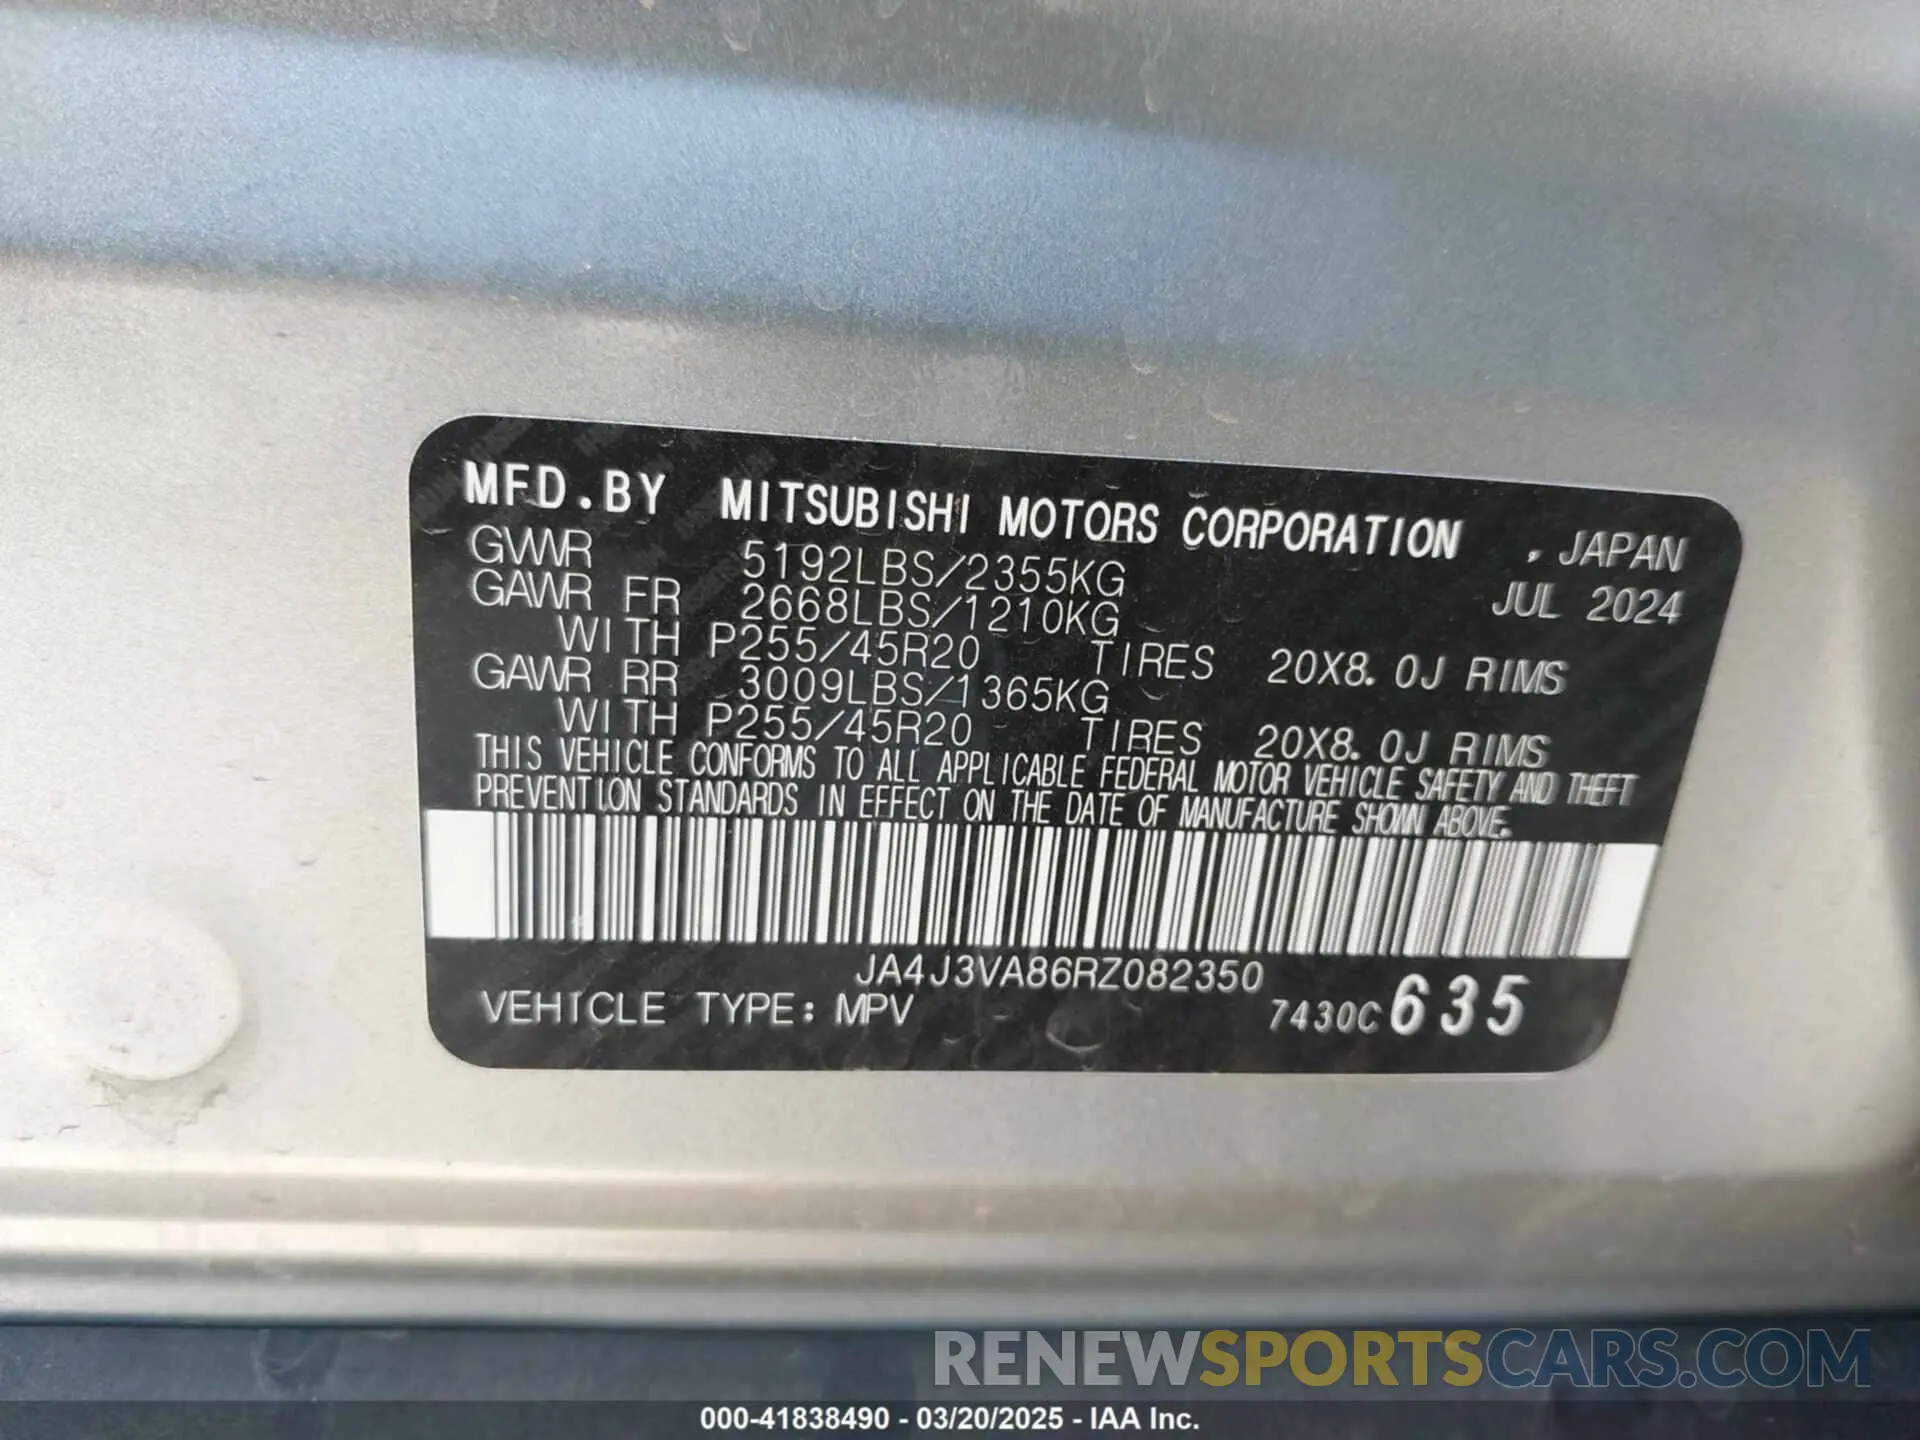 MFD.BY MITSUBISHI MOTORS CORPORATION , JAPAN
GVWR 5192LBS/2355KG JUL 2024
GAWR FR 2668LBS/1210KG
WITH P255/45R20 TIRES 20X8.0J RIMS
GAWR RR 3009LBS/1365KG
WITH P255/45R20 TIRES 20X8.0J RIMS
THIS VEHICLE CONFORMS TO ALL APPLICABLE FEDERAL MOTOR VEHICLE SAFETY AND THEFT
PREVENTION STANDARDS IN EFFECT ON THE DATE OF MANUFACTURE SHOWN ABOVE.
JA4J3VA86RZ082350
VEHICLE TYPE: MPV 7430C 635
RENEWSPORTSCARS.COM
000-41838490 - 03/20/2025 - IAA Inc.